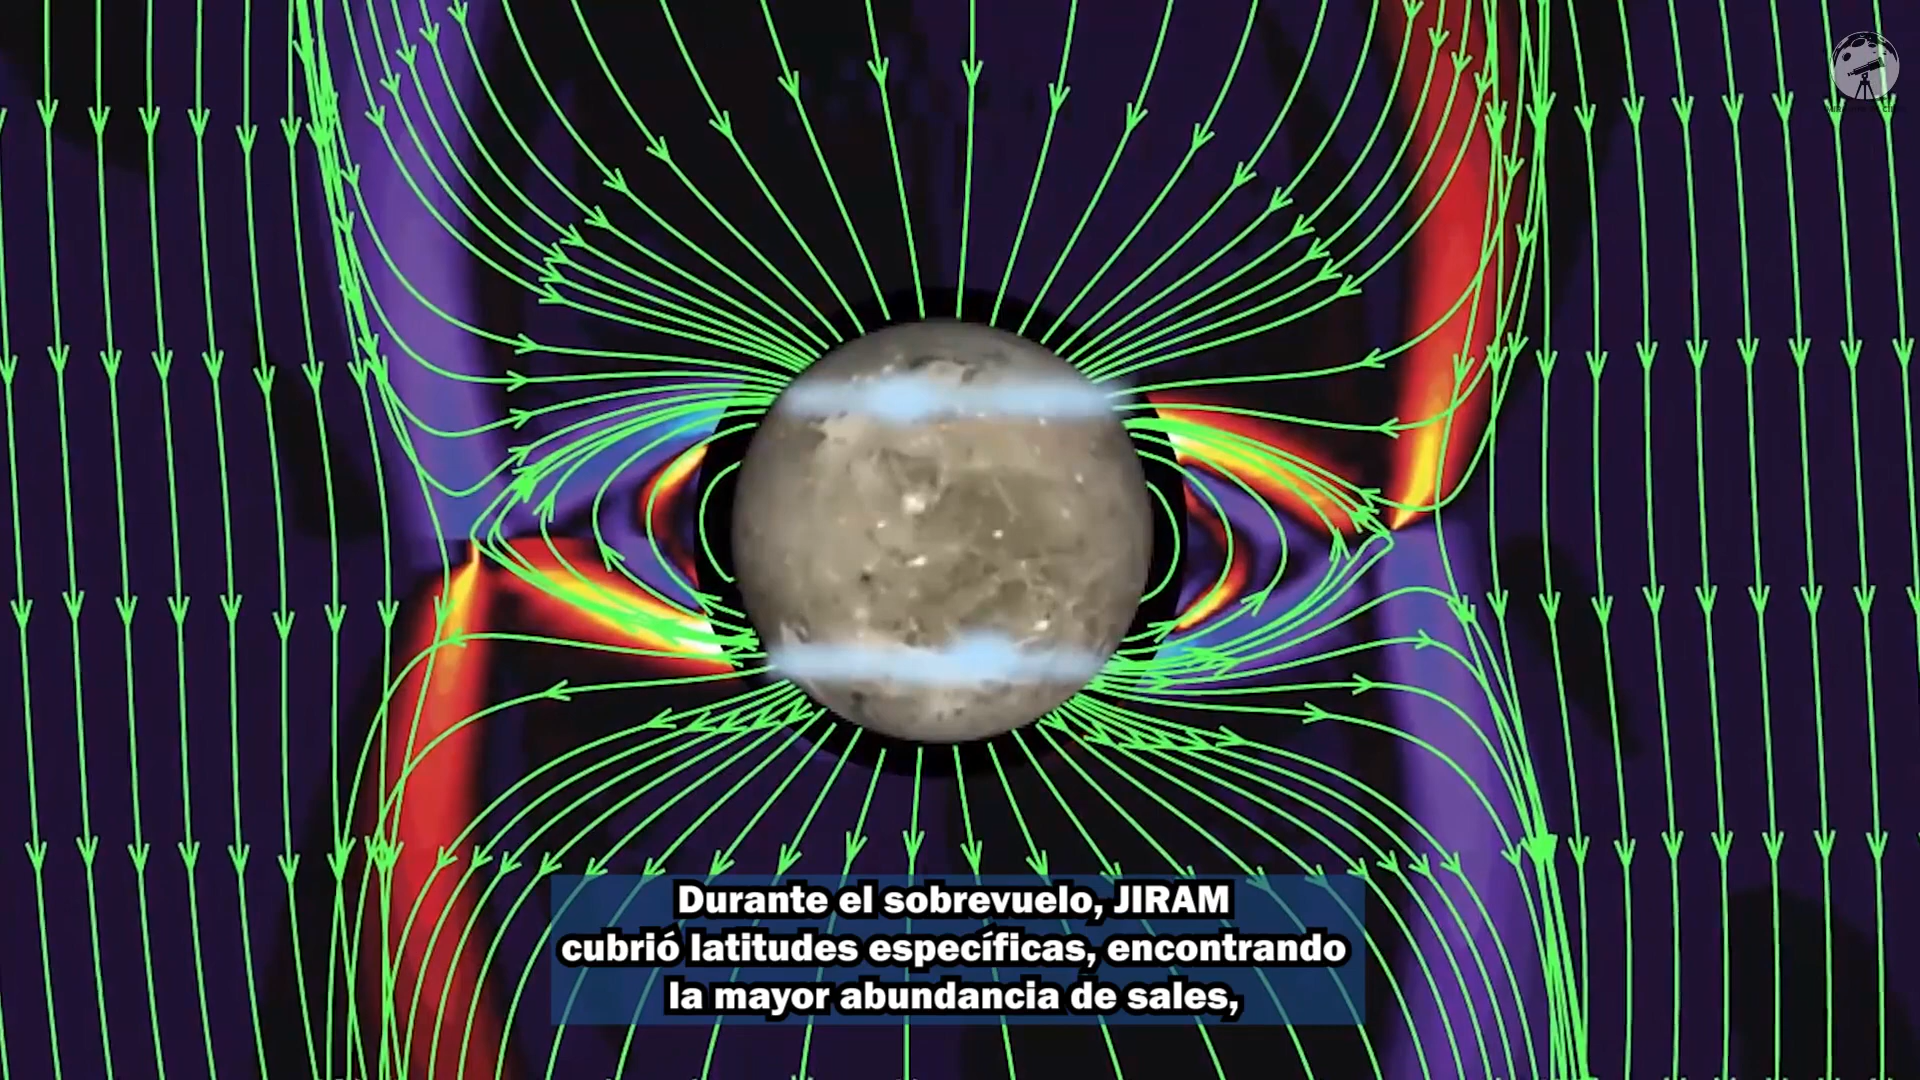 Durante el sobrevuelo, JIRAM
cubrió latitudes específicas, encontrando
la mayor abundancia de sales,